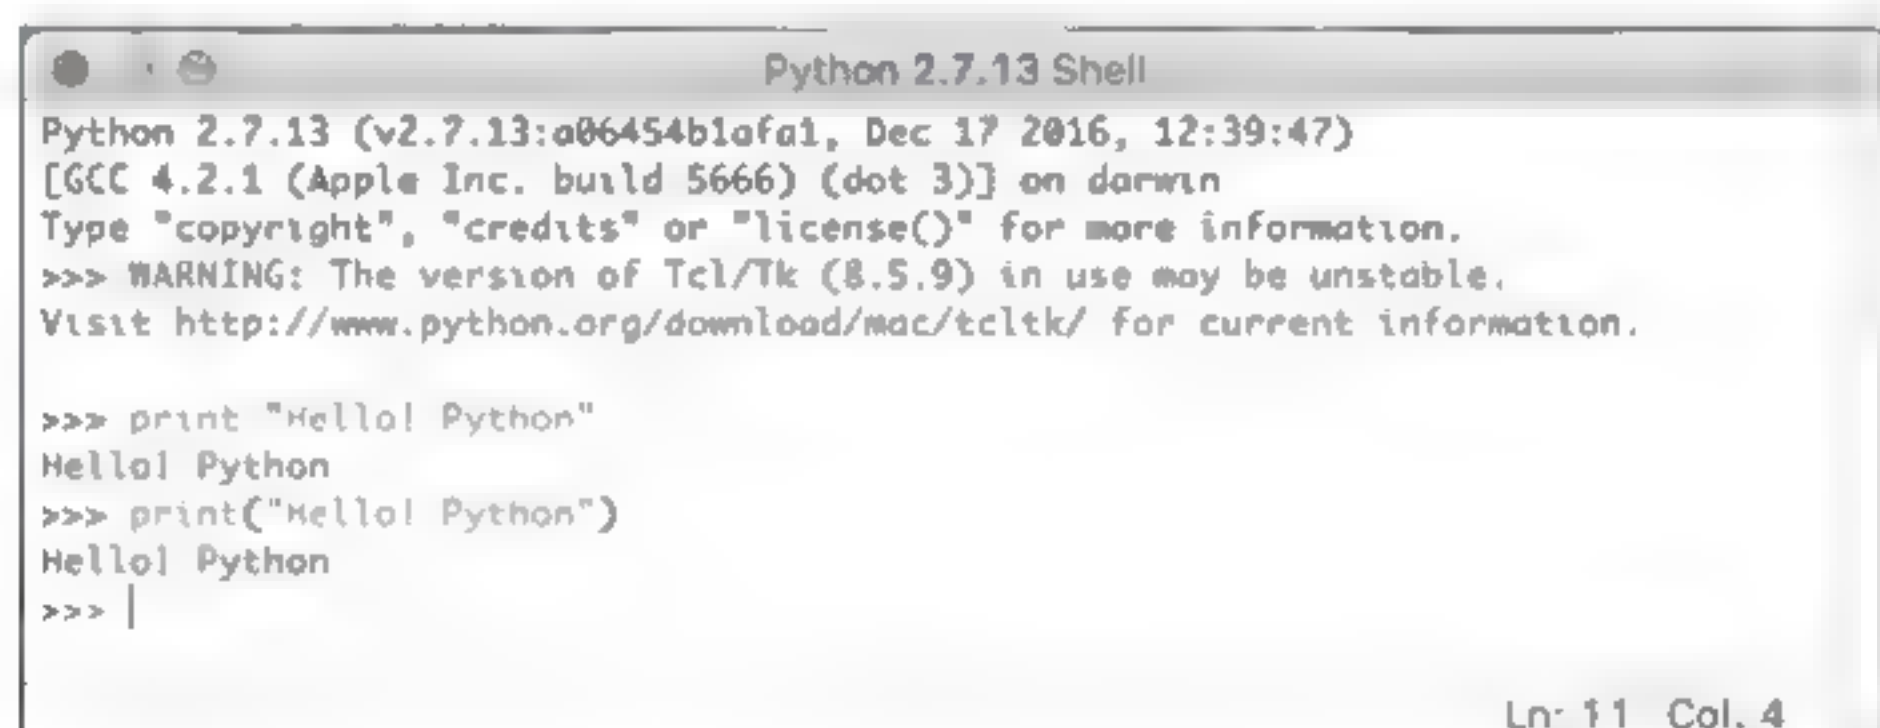 Python 2.7.13 Shell
Python 2.7.13 (v2.7.13:a06454b1afa1, Dec 17 2016, 12:39:47)
[GCC 4.2.1 (Apple Inc. build 5666) (dot 3)] on darwin
Type "copyright", "credits" or "license()" for more information.
>>> WARNING: The version of Tcl/Tk (8.5.9) in use may be unstable.
Visit http://www.python.org/download/mac/tcltk/ for current information.
>>> print "Hello! Python"
Hello! Python
>>> print("Hello! Python")
Hello! Python
>>>
Ln: 11 Col: 4